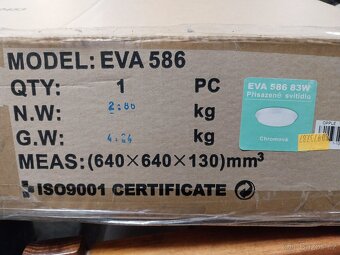 MODEL: EVA 586
QTY: 1 PC
N.W: 2.86 kg
G.W: 4.24 kg
MEAS: (640×640×130)mm³
ISO9001 CERTIFICATE
EVA 586 83W
Přisazené svítidlo
Chromová